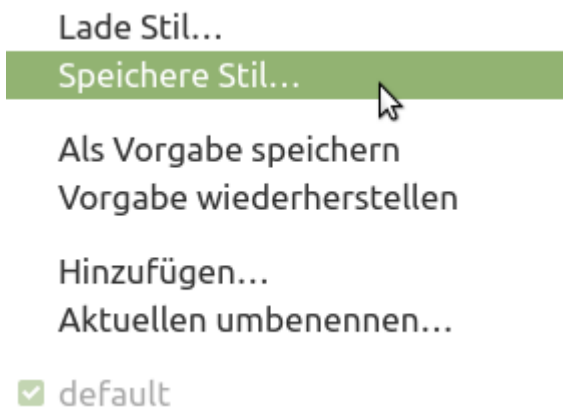 Lade Stil…
Speichere Stil…
Als Vorgabe speichern
Vorgabe wiederherstellen
Hinzufügen…
Aktuellen umbenennen…
default